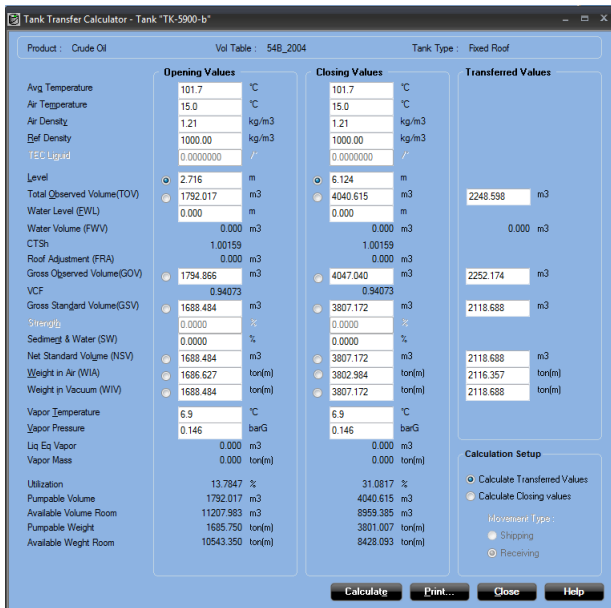 Tank Transfer Calculator - Tank "TK-5900-b"
Product : Crude Oil Vol Table : 54B_2004 Tank Type : Fixed Roof
Opening Values Closing Values Transferred Values
Avg Temperature 101.7 °C 101.7 °C
Air Temperature 15.0 °C 15.0 °C
Air Density 1.21 kg/m3 1.21 kg/m3
Ref Density 1000.00 kg/m3 1000.00 kg/m3
TEC Liquid 0.0000000 /° 0.0000000 /°
Level 2.716 m 6.124 m
Total Observed Volume(TOV) 1792.017 m3 4040.615 m3 2248.598 m3
Water Level (FWL) 0.000 m 0.000 m
Water Volume (FWV) 0.000 m3 0.000 m3 0.000 m3
CTSh 1.00159 1.00159
Roof Adjustment (FRA) 0.000 m3 0.000 m3
Gross Observed Volume(GOV) 1794.866 m3 4047.040 m3 2252.174 m3
VCF 0.94073 0.94073
Gross Standard Volume(GSV) 1688.484 m3 3807.172 m3 2118.688 m3
Strength 0.0000 % 0.0000 %
Sediment & Water (SW) 0.0000 % 0.0000 %
Net Standard Volume (NSV) 1688.484 m3 3807.172 m3 2118.688 m3
Weight in Air (WIA) 1686.627 ton(m) 3802.984 ton(m) 2116.357 ton(m)
Weight in Vacuum (WIV) 1688.484 ton(m) 3807.172 ton(m) 2118.688 ton(m)
Vapor Temperature 6.9 °C 6.9 °C
Vapor Pressure 0.146 barG 0.146 barG
Liq Eq Vapor 0.000 m3 0.000 m3
Vapor Mass 0.000 ton(m) 0.000 ton(m)
Utilization 13.7847 % 31.0817 %
Pumpable Volume 1792.017 m3 4040.615 m3
Available Volume Room 11207.983 m3 8959.385 m3
Pumpable Weight 1685.750 ton(m) 3801.007 ton(m)
Available Weght Room 10543.350 ton(m) 8428.093 ton(m)
Calculation Setup
Calculate Transferred Values
Calculate Closing values
Movement Type :
Shipping
Receiving
Calculate Print... Close Help